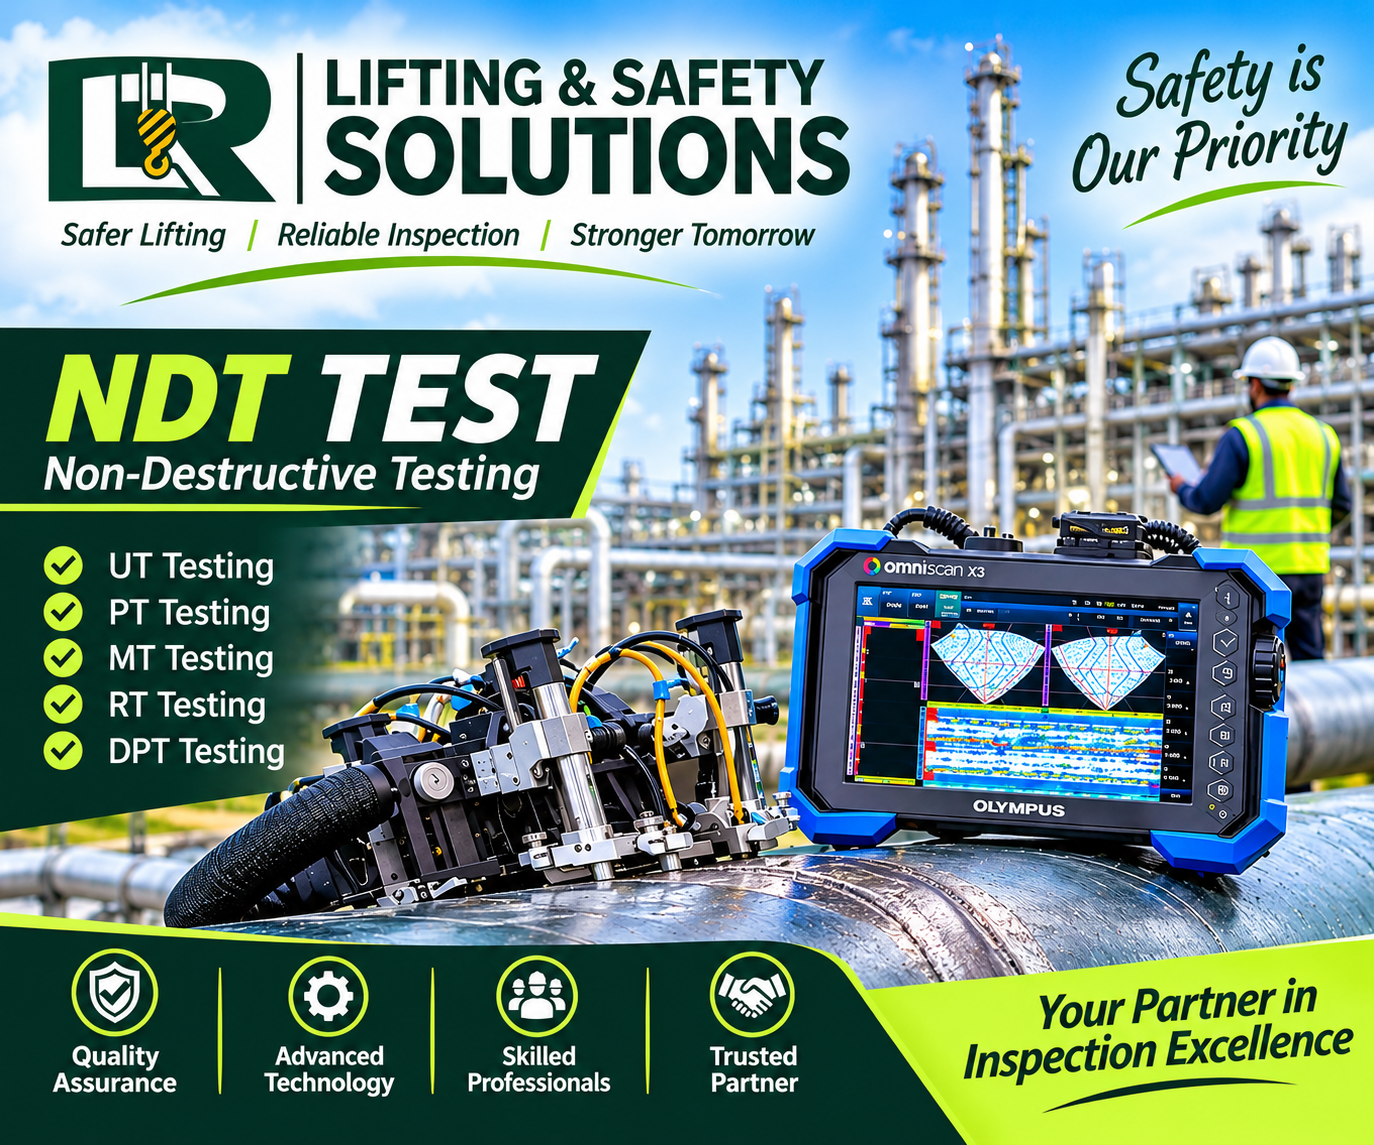 LR
LIFTING & SAFETY
SOLUTIONS
Safer Lifting / Reliable Inspection / Stronger Tomorrow
Safety is
Our Priority
NDT TEST
Non-Destructive Testing
UT Testing
PT Testing
MT Testing
RT Testing
DPT Testing
omniscan X3
OLYMPUS
Quality
Assurance
Advanced
Technology
Skilled
Professionals
Trusted
Partner
Your Partner in
Inspection Excellence